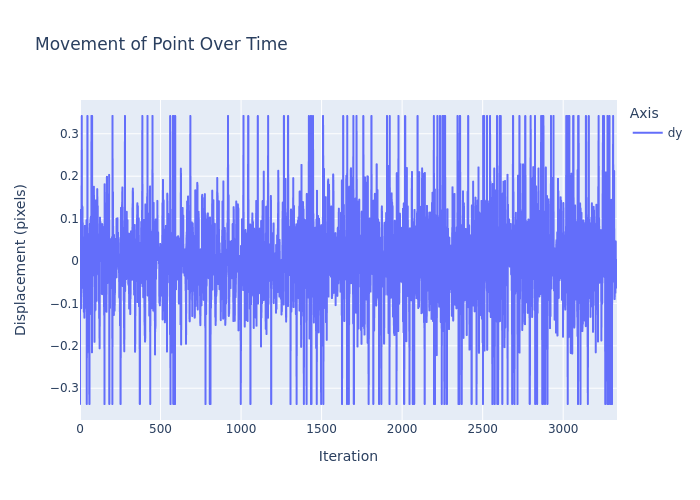 Movement of Point Over Time
Axis
dy
0.3
0.2
0.1
0
−0.1
−0.2
−0.3
Displacement (pixels)
0 500 1000 1500 2000 2500 3000
Iteration